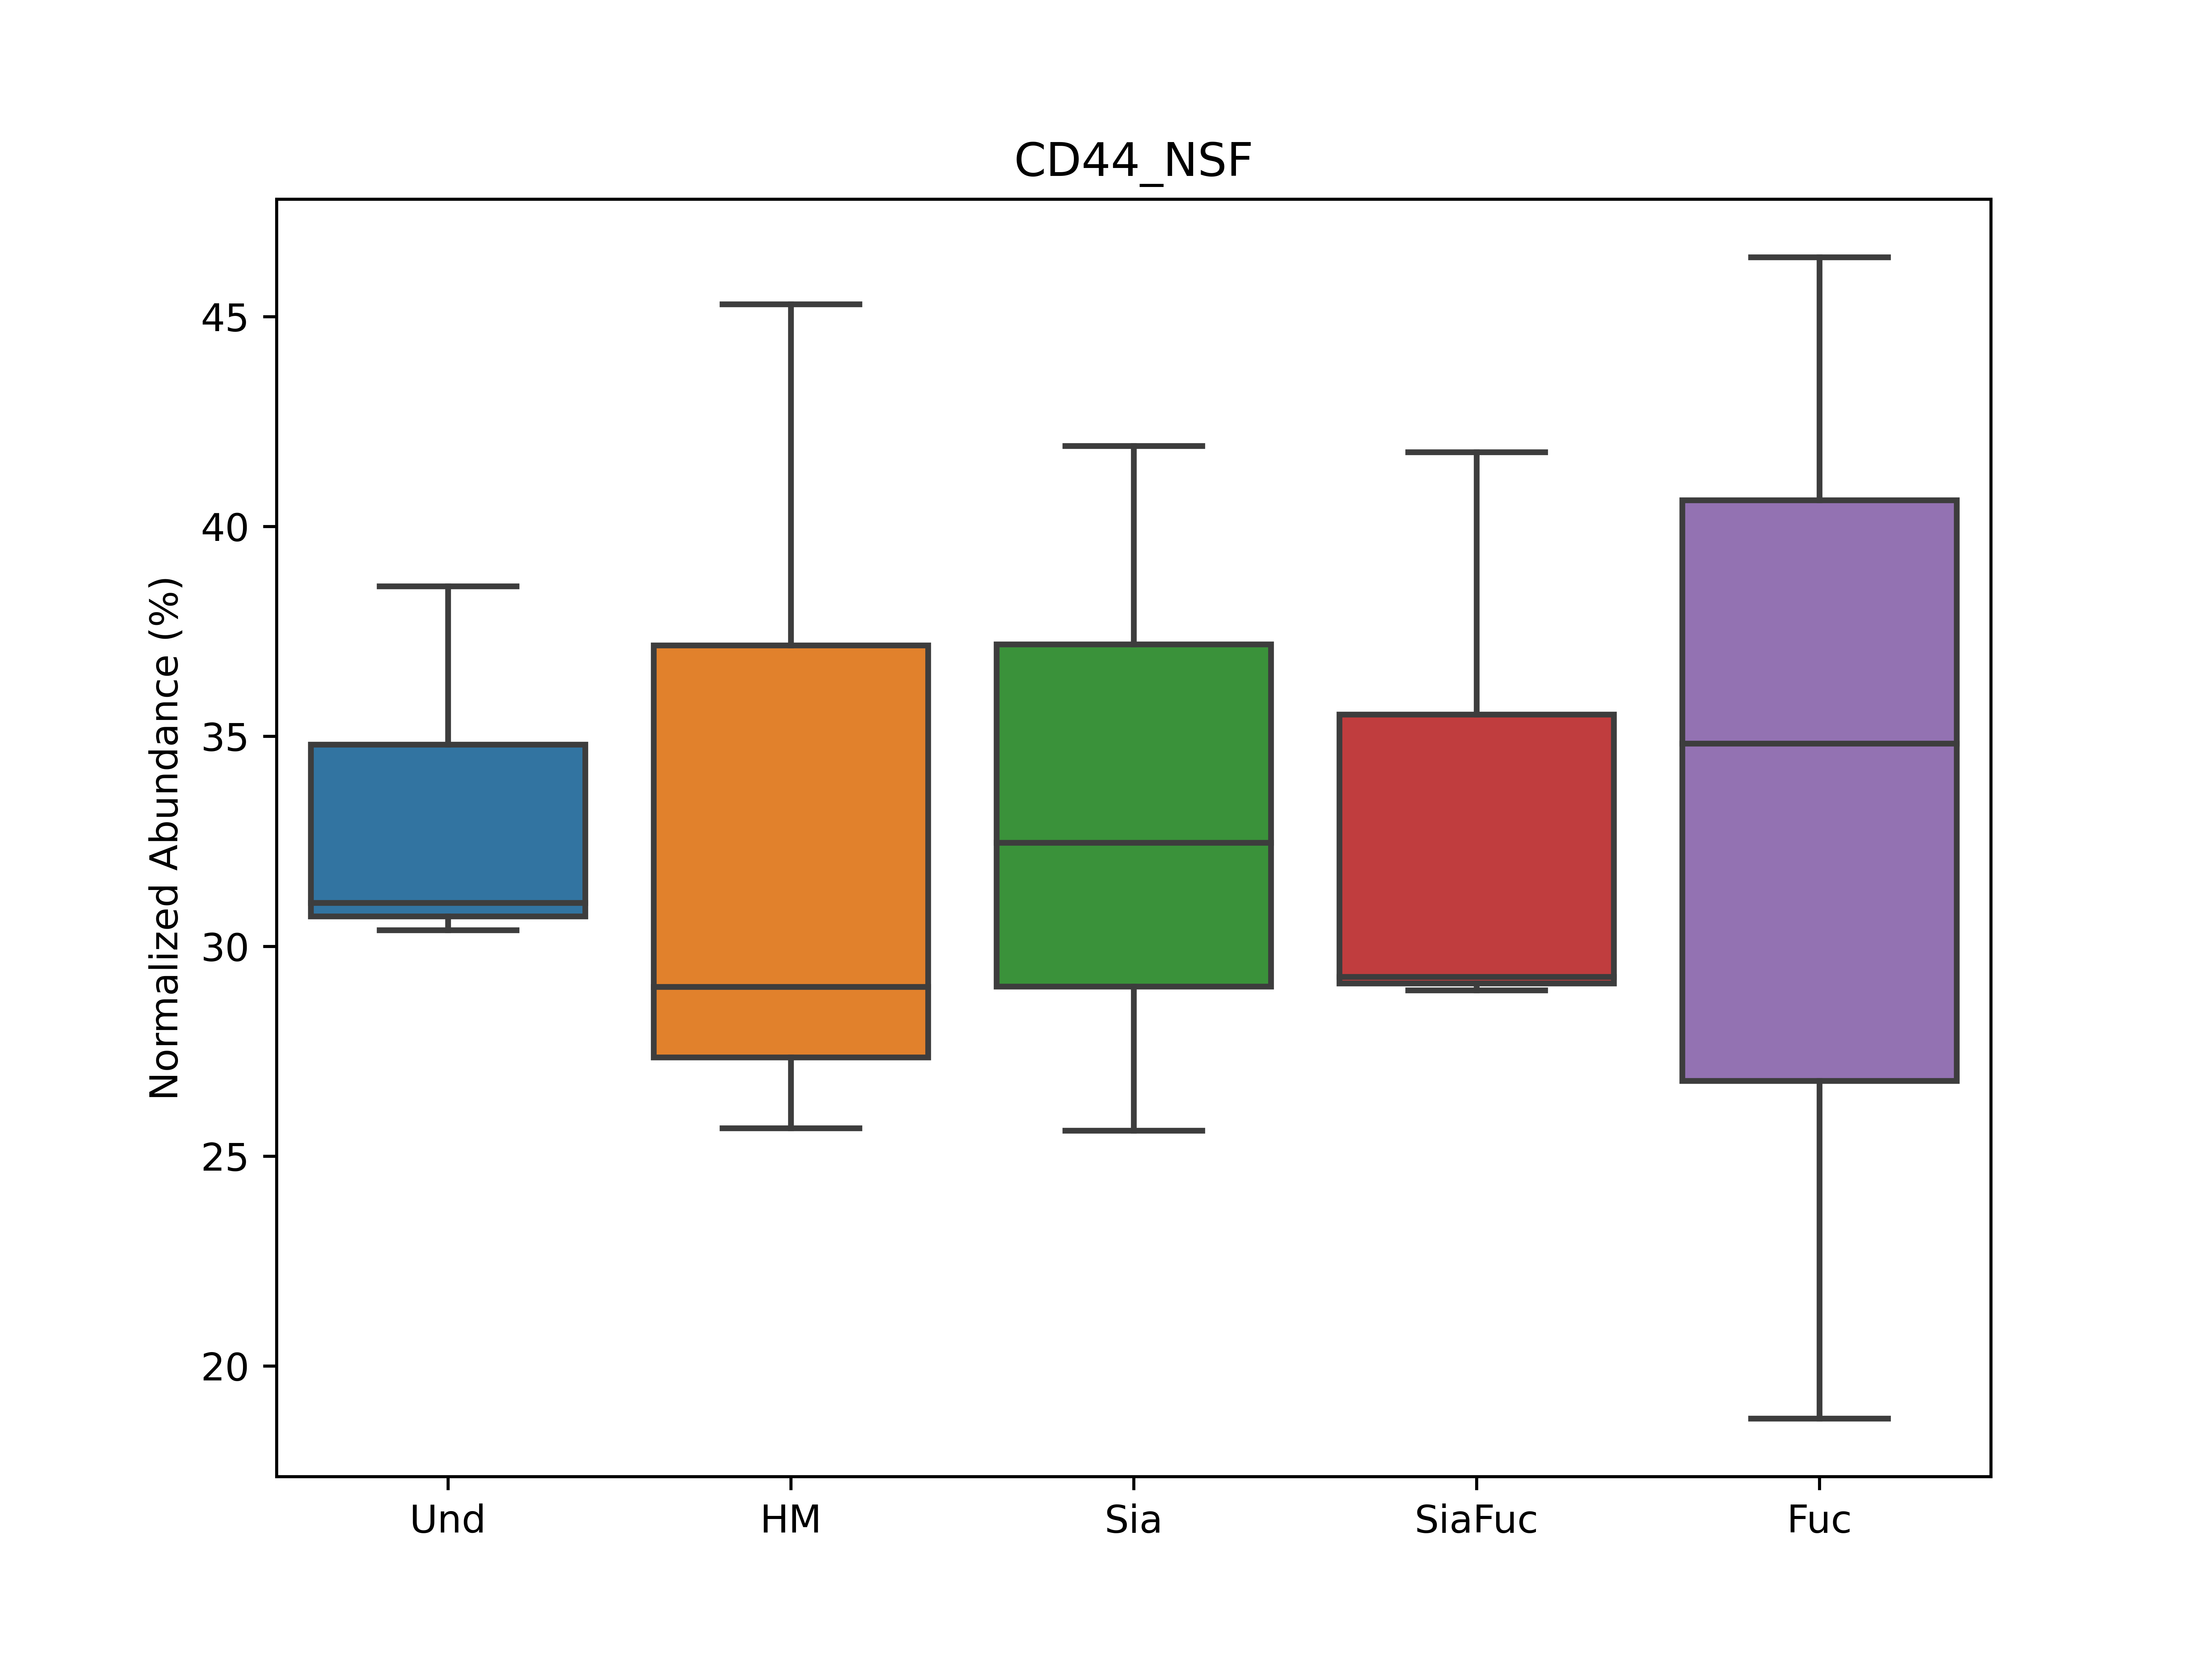 CD44_NSF
Normalized Abundance (%)
45
40
35
30
25
20
Und
HM
Sia
SiaFuc
Fuc